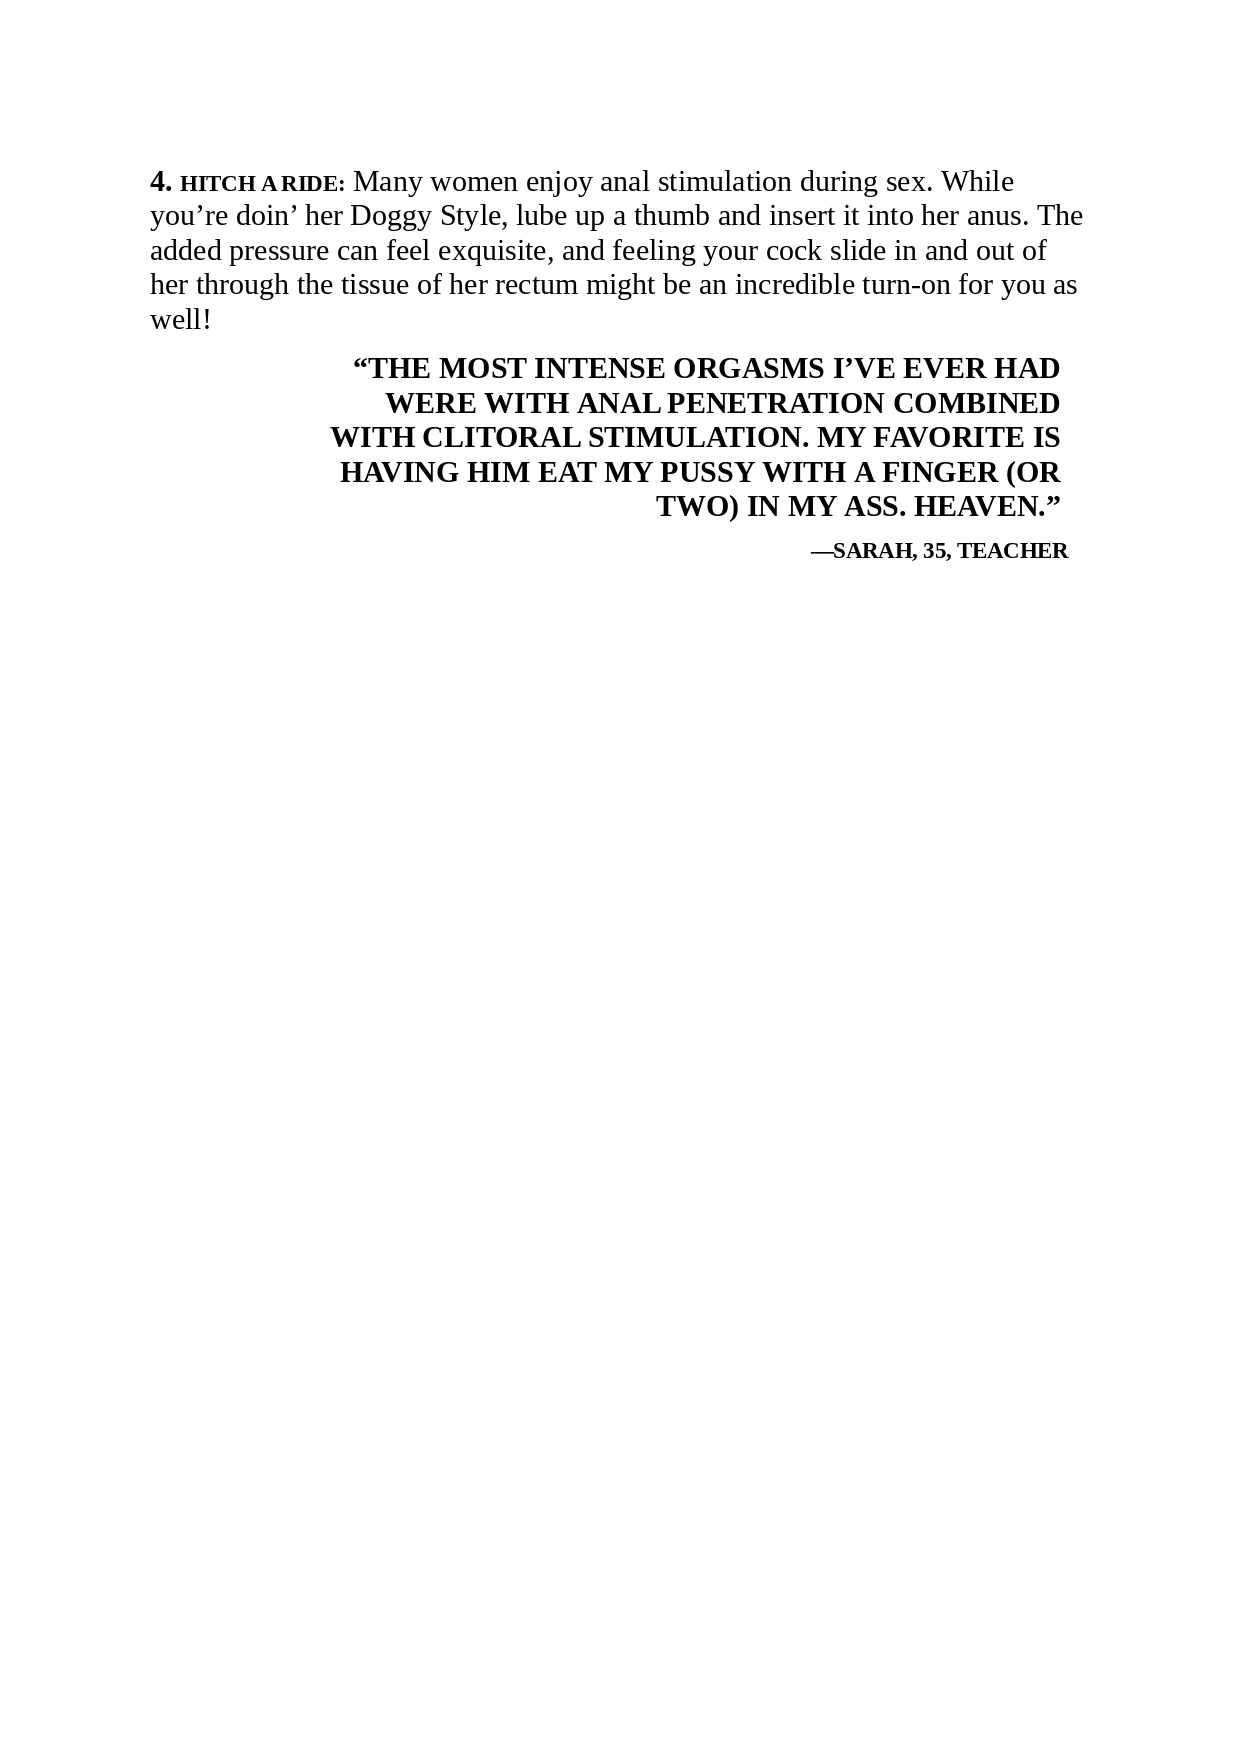 4. HITCH A RIDE: Many women enjoy anal stimulation during sex. While
you’re doin’ her Doggy Style, lube up a thumb and insert it into her anus. The
added pressure can feel exquisite, and feeling your cock slide in and out of
her through the tissue of her rectum might be an incredible turn-on for you as
well!
“THE MOST INTENSE ORGASMS I’VE EVER HAD
WERE WITH ANAL PENETRATION COMBINED
WITH CLITORAL STIMULATION. MY FAVORITE IS
HAVING HIM EAT MY PUSSY WITH A FINGER (OR
TWO) IN MY ASS. HEAVEN.”
—SARAH, 35, TEACHER